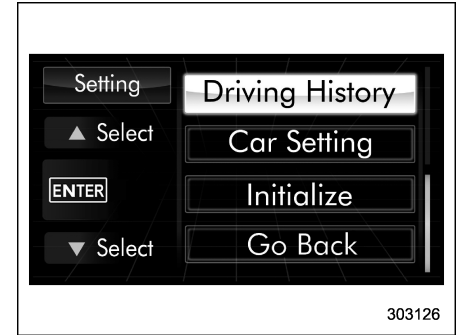 Setting
▲ Select
ENTER
▼ Select
Driving History
Car Setting
Initialize
Go Back
303126